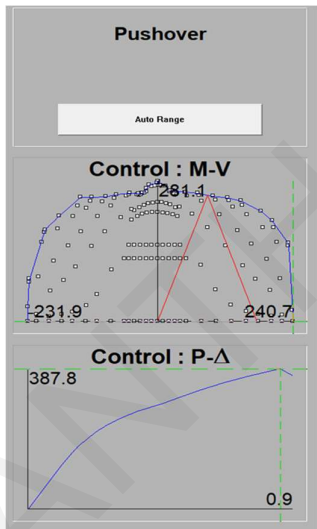 Pushover
Auto Range
Control : M-V
281.1
-231.9
240.7
Control : P-Δ
387.8
0.9